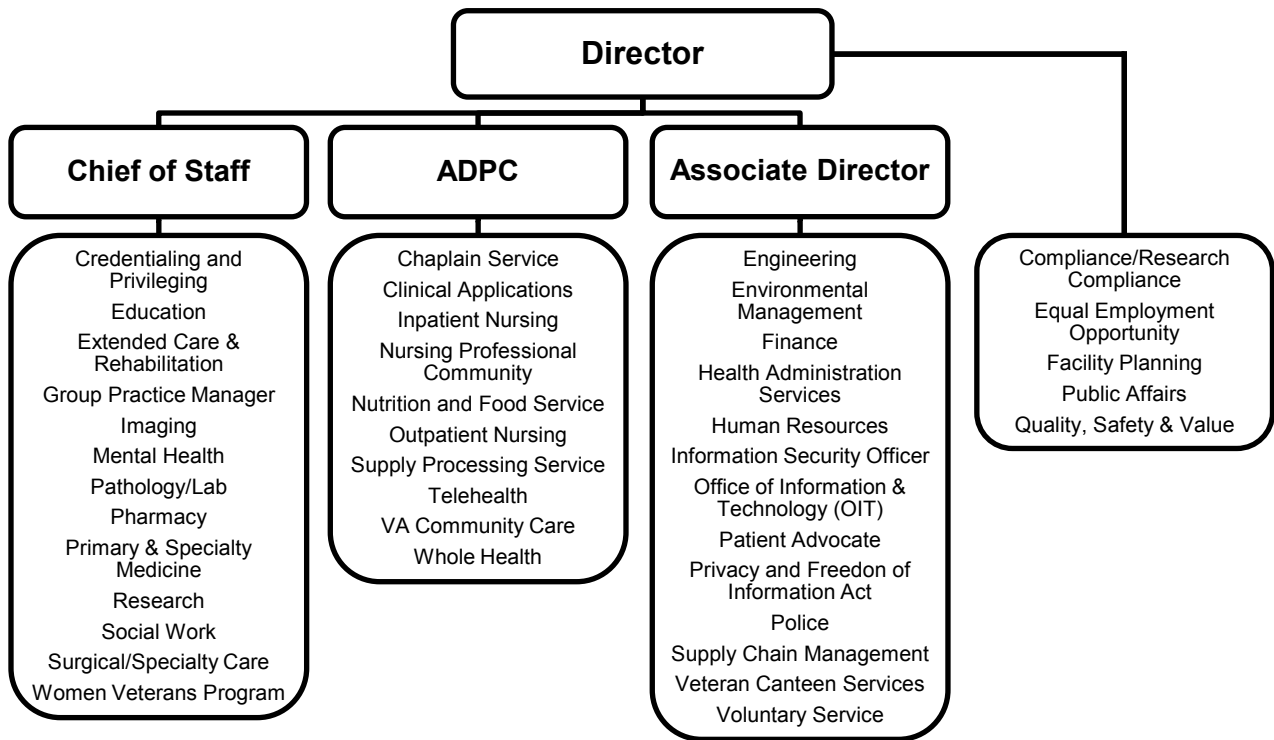 Director
Chief of Staff
ADPC
Associate Director
Credentialing and
Privileging
Education
Extended Care &
Rehabilitation
Group Practice Manager
Imaging
Mental Health
Pathology/Lab
Pharmacy
Primary & Specialty
Medicine
Research
Social Work
Surgical/Specialty Care
Women Veterans Program
Chaplain Service
Clinical Applications
Inpatient Nursing
Nursing Professional
Community
Nutrition and Food Service
Outpatient Nursing
Supply Processing Service
Telehealth
VA Community Care
Whole Health
Engineering
Environmental
Management
Finance
Health Administration
Services
Human Resources
Information Security Officer
Office of Information &
Technology (OIT)
Patient Advocate
Privacy and Freedon of
Information Act
Police
Supply Chain Management
Veteran Canteen Services
Voluntary Service
Compliance/Research
Compliance
Equal Employment
Opportunity
Facility Planning
Public Affairs
Quality, Safety & Value